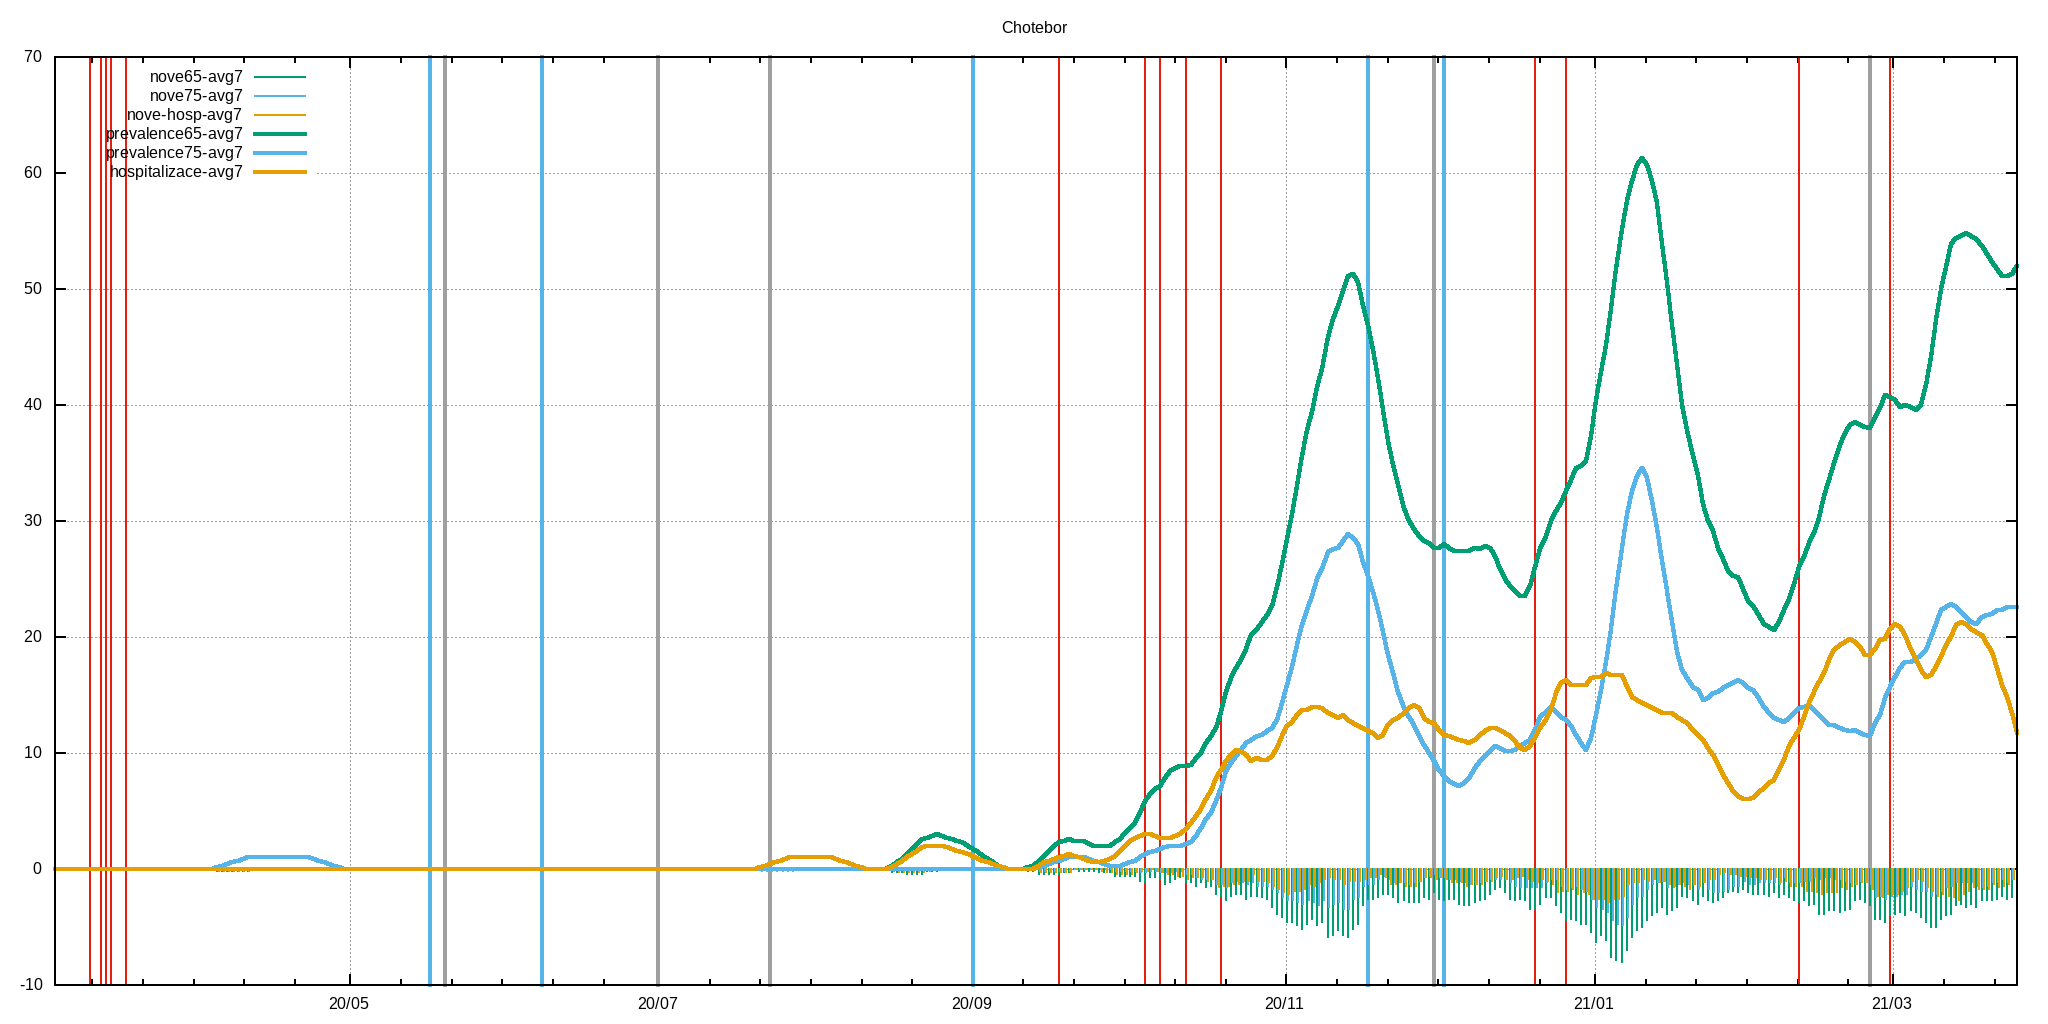 Chotebor
70
60
50
40
30
20
10
0
-10
nove65-avg7
nove75-avg7
nove-hosp-avg7
prevalence65-avg7
prevalence75-avg7
hospitalizace-avg7
20/05 20/07 20/09 20/11 21/01 21/03